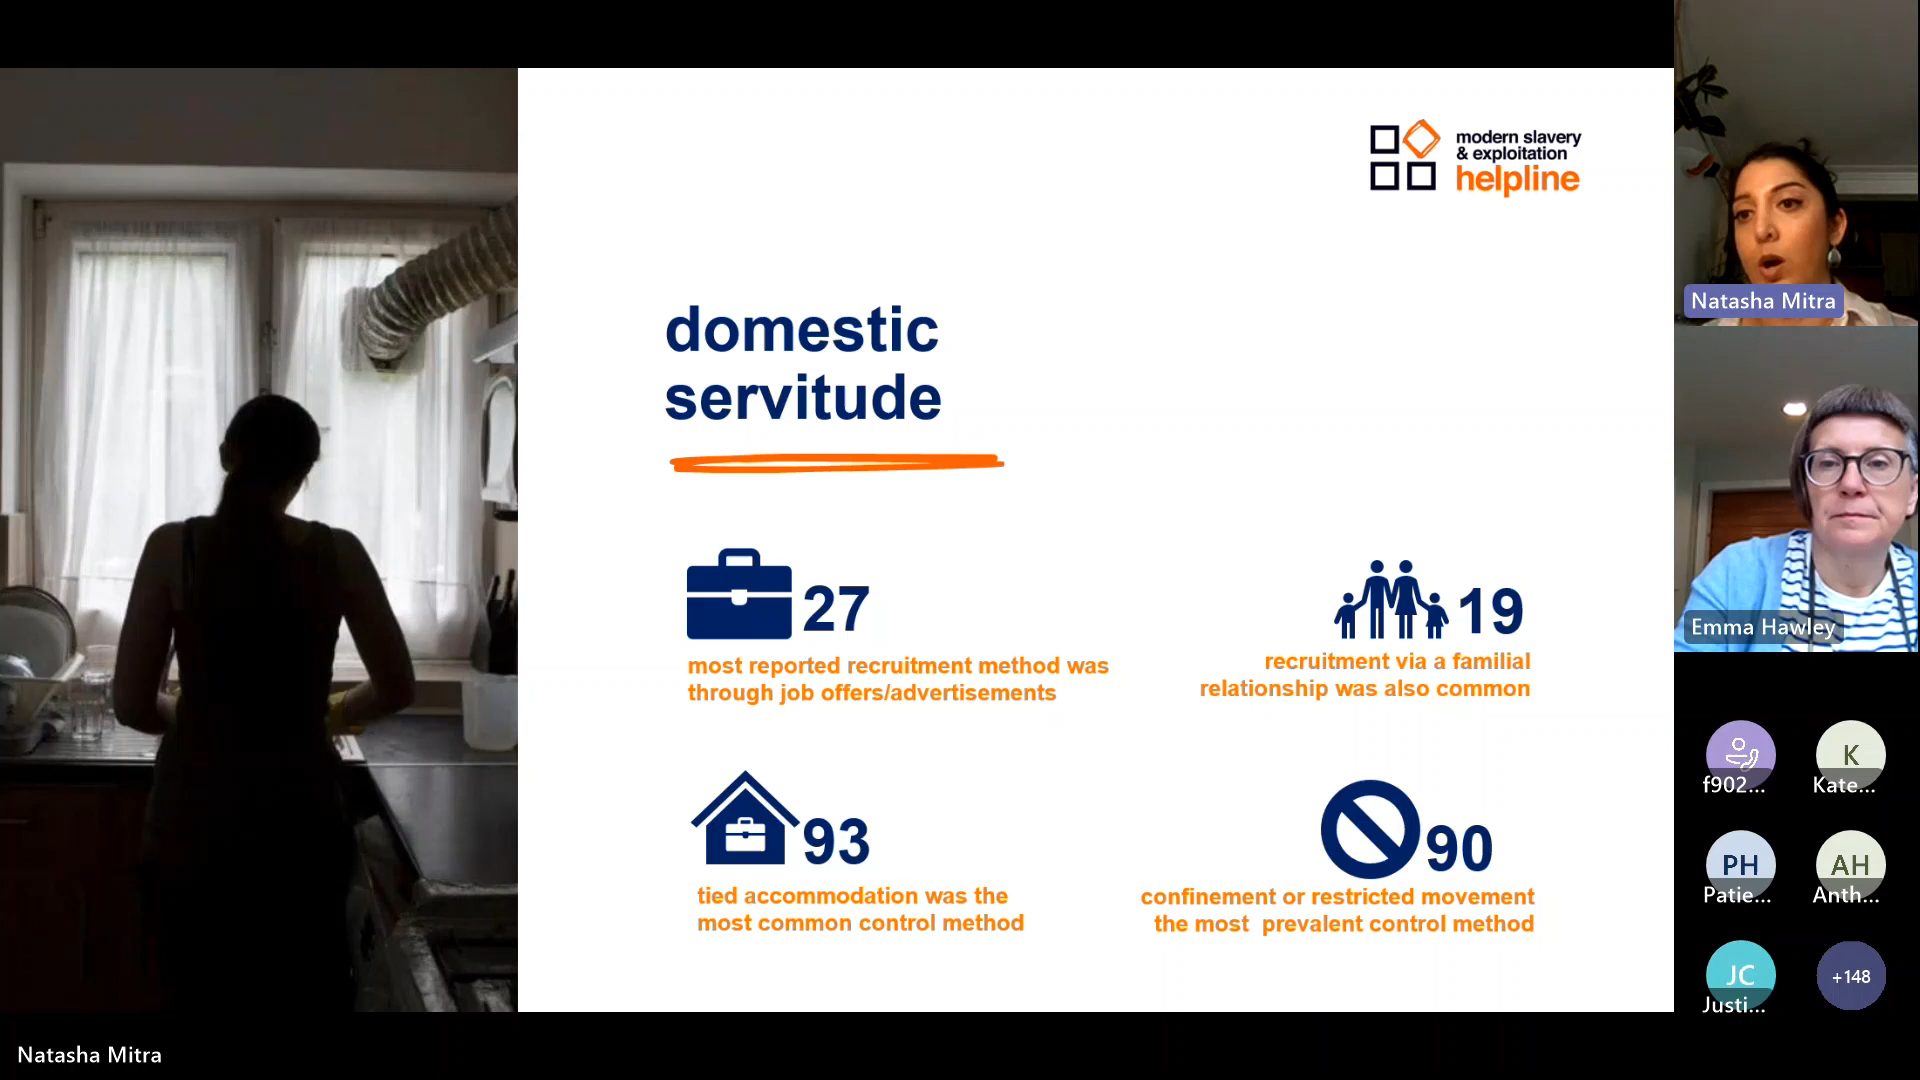 modern slavery
& exploitation
helpline
domestic
servitude
27
most reported recruitment method was
through job offers/advertisements
19
recruitment via a familial
relationship was also common
93
tied accommodation was the
most common control method
90
confinement or restricted movement
the most prevalent control method
Natasha Mitra
Emma Hawley
f902...
K
Kate...
PH
Patie...
AH
Anth...
JC
Justi...
+148
Natasha Mitra